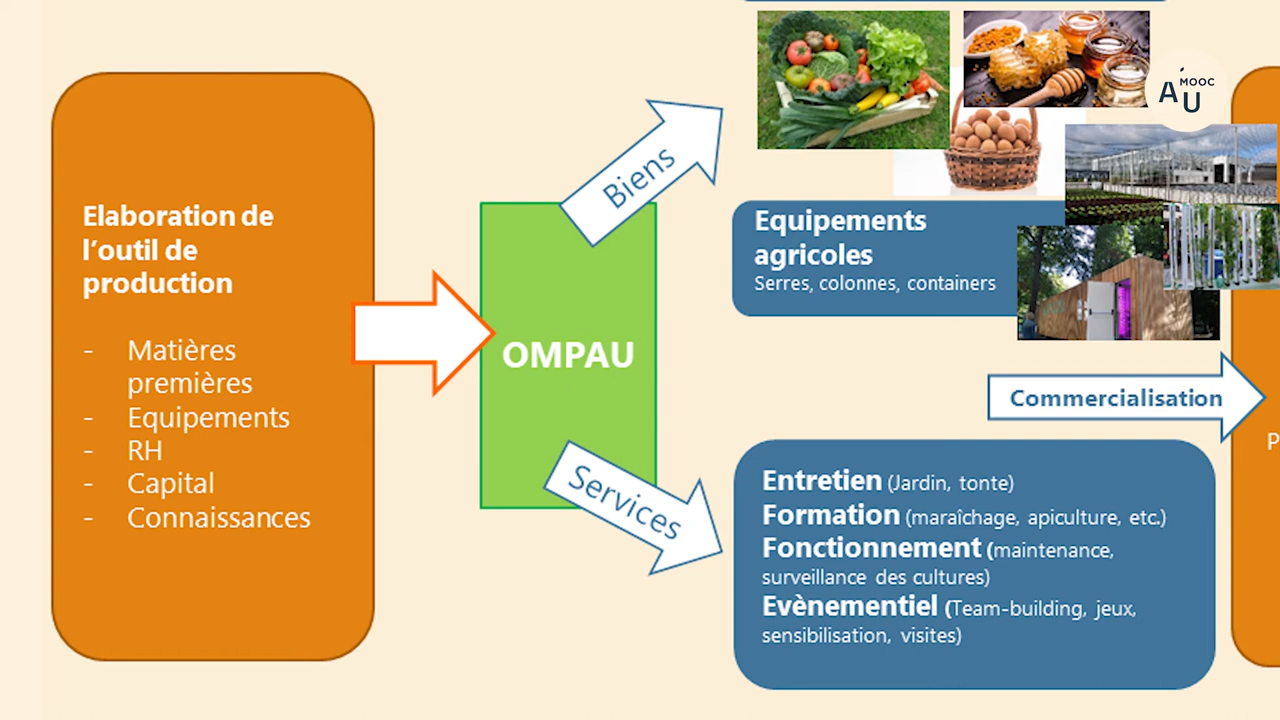 MOOC
AU
Elaboration de
l'outil de
production
- Matières
premières
- Equipements
- RH
- Capital
- Connaissances
OMPAU
Biens
Services
Equipements
agricoles
Serres, colonnes, containers
Commercialisation
Entretien (Jardin, tonte)
Formation (maraîchage, apiculture, etc.)
Fonctionnement (maintenance,
surveillance des cultures)
Evènementiel (Team-building, jeux,
sensibilisation, visites)
P